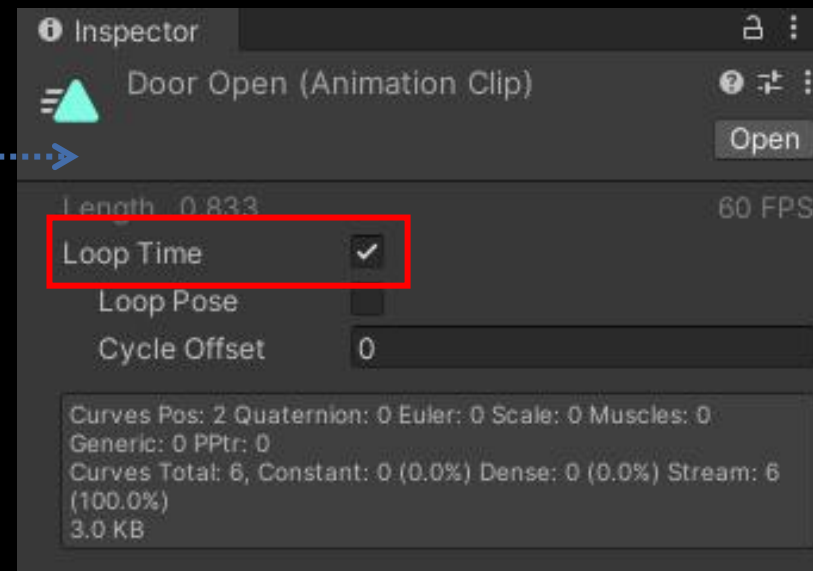 Inspector
Door Open (Animation Clip)
Open
Length 0.833 60 FPS
Loop Time
Loop Pose
Cycle Offset 0
Curves Pos: 2 Quaternion: 0 Euler: 0 Scale: 0 Muscles: 0
Generic: 0 PPtr: 0
Curves Total: 6, Constant: 0 (0.0%) Dense: 0 (0.0%) Stream: 6
(100.0%)
3.0 KB